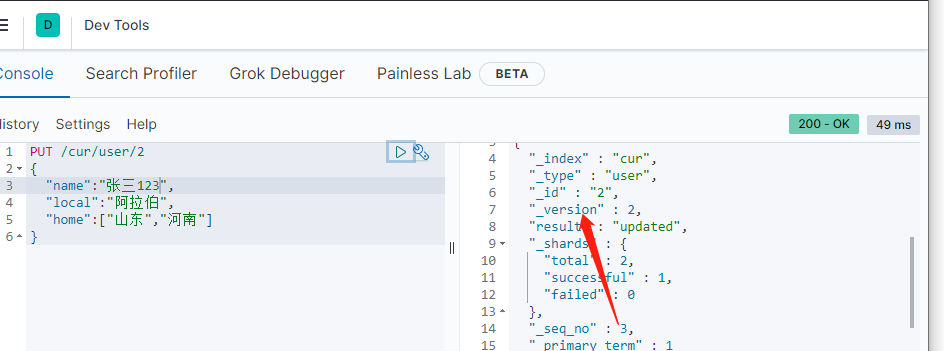 D Dev Tools
Console Search Profiler Grok Debugger Painless Lab BETA
History Settings Help 200 - OK 49 ms
1 PUT /cur/user/2
2 {
3 "name":"张三123",
4 "local":"阿拉伯",
5 "home":["山东","河南"]
6 }
3 {
4 "_index" : "cur",
5 "_type" : "user",
6 "_id" : "2",
7 "_version" : 2,
8 "result" : "updated",
9 "_shards" : {
10 "total" : 2,
11 "successful" : 1,
12 "failed" : 0
13 },
14 "_seq_no" : 3,
15 "_primary_term" : 1